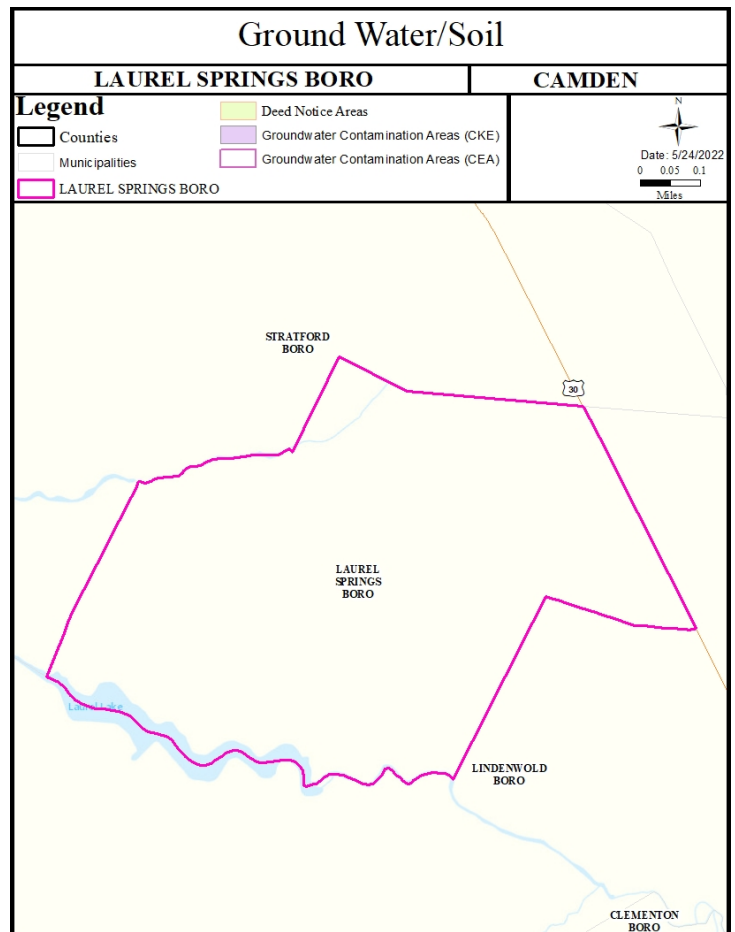 Ground Water/Soil
LAUREL SPRINGS BORO
CAMDEN
Legend
Counties
Municipalities
LAUREL SPRINGS BORO
Deed Notice Areas
Groundwater Contamination Areas (CKE)
Groundwater Contamination Areas (CEA)
N
Date: 5/24/2022
0 0.05 0.1
Miles
STRATFORD
BORO
30
LAUREL
SPRINGS
BORO
Laurel Lake
LINDENWOLD
BORO
CLEMENTON
BORO